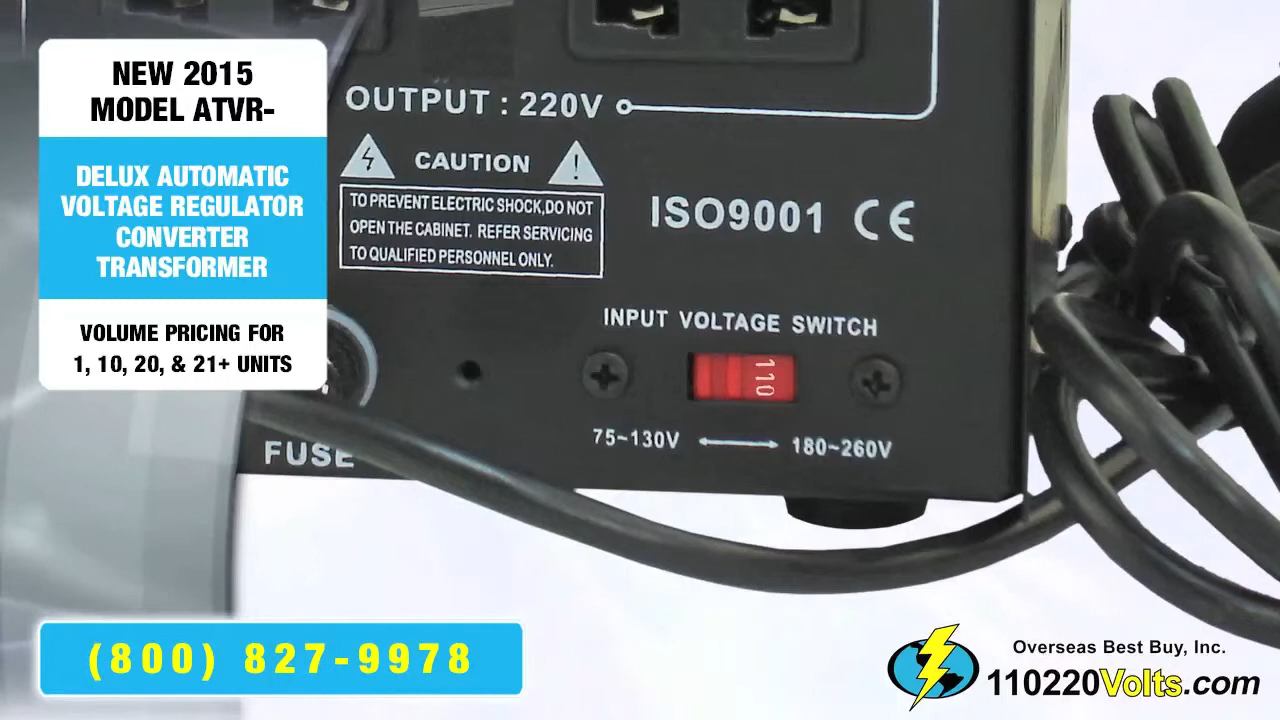 NEW 2015
MODEL ATVR-
DELUX AUTOMATIC
VOLTAGE REGULATOR
CONVERTER
TRANSFORMER
VOLUME PRICING FOR
1, 10, 20, & 21+ UNITS
OUTPUT : 220V
CAUTION
TO PREVENT ELECTRIC SHOCK,DO NOT
OPEN THE CABINET. REFER SERVICING
TO QUALIFIED PERSONNEL ONLY.
ISO9001 CE
INPUT VOLTAGE SWITCH
110
75~130V 180~260V
FUSE
(800) 827-9978
Overseas Best Buy, Inc.
110220Volts.com